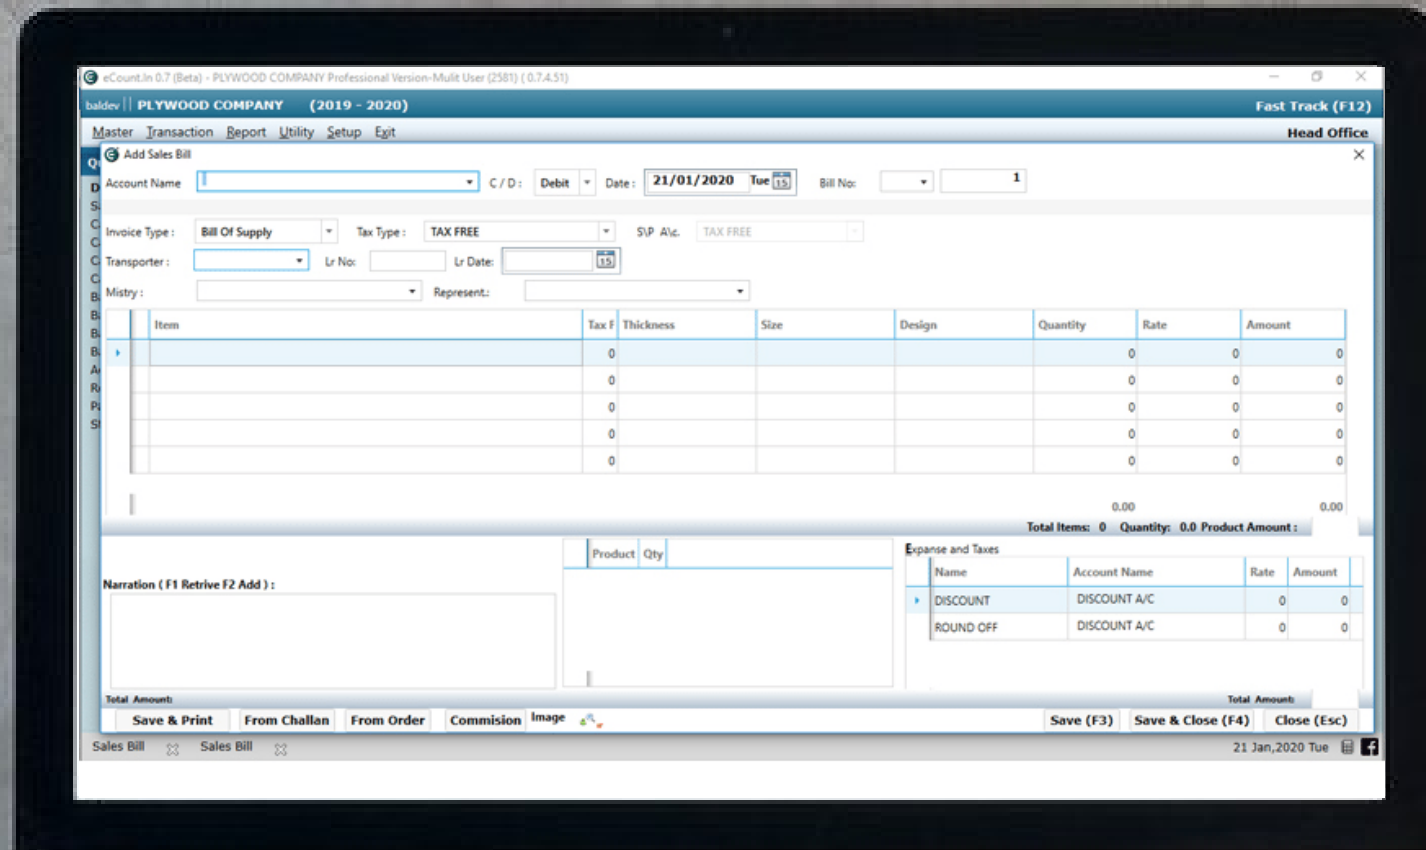 eCount.In 0.7 (Beta) - PLYWOOD COMPANY Professional Version-Mulit User (2581) ( 0.7.4.51)
baldev || PLYWOOD COMPANY (2019 - 2020) Fast Track (F12)
Master Transaction Report Utility Setup Exit Head Office
Add Sales Bill
Account Name C / D : Debit Date : 21/01/2020 Tue 15 Bill No: 1
Invoice Type : Bill Of Supply Tax Type : TAX FREE S\P A\c. TAX FREE
Transporter : Lr No: Lr Date: 15
Mistry : Represent.:
Item Tax F Thickness Size Design Quantity Rate Amount
0 0 0 0
0 0 0 0
0 0 0 0
0 0 0 0
0 0 0 0
0.00 0.00
Total Items: 0 Quantity: 0.0 Product Amount :
Product Qty
Expanse and Taxes
Name Account Name Rate Amount
Narration ( F1 Retrive F2 Add ) :
DISCOUNT DISCOUNT A/C 0 0
ROUND OFF DISCOUNT A/C 0 0
Total Amount: Total Amount:
Save & Print From Challan From Order Commision Image Save (F3) Save & Close (F4) Close (Esc)
Sales Bill Sales Bill 21 Jan,2020 Tue